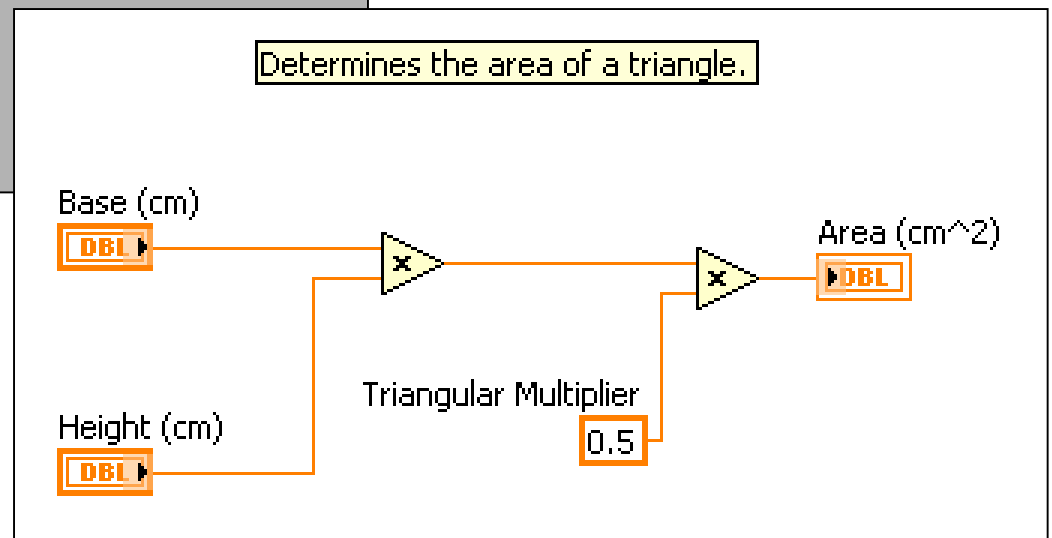 Determines the area of a triangle.
Base (cm)
DBL
x
x
Area (cm^2)
DBL
Triangular Multiplier
0.5
Height (cm)
DBL